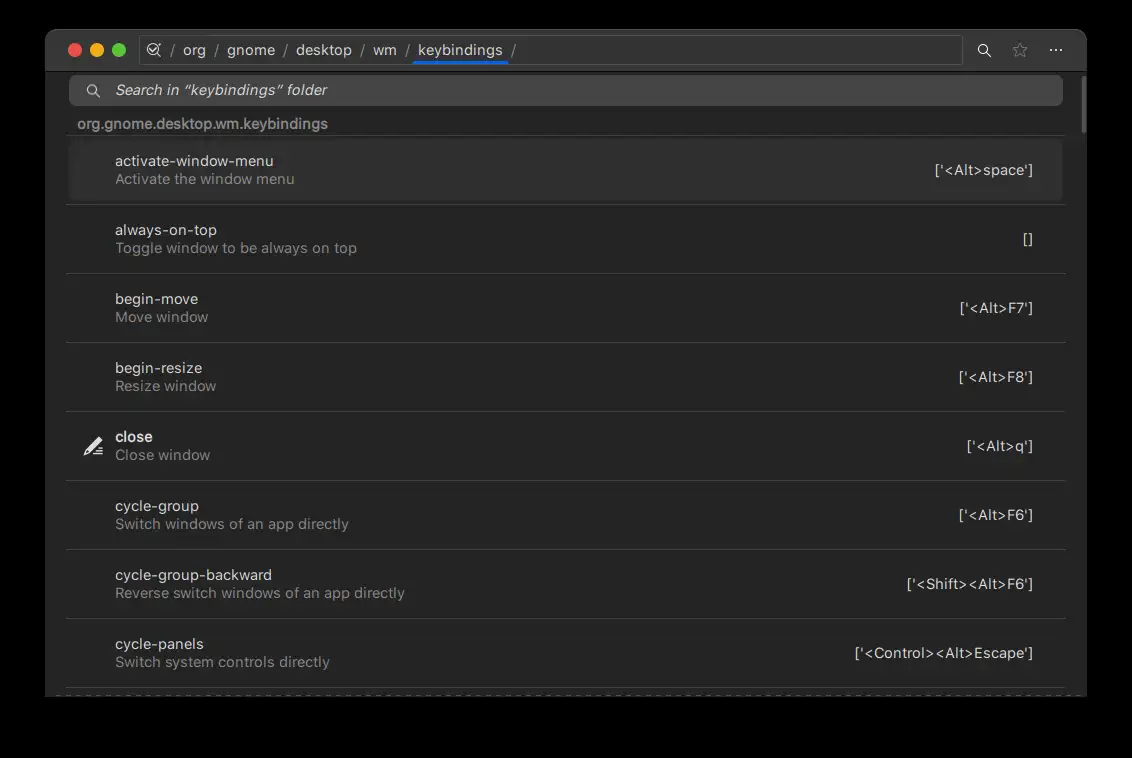 / org / gnome / desktop / wm / keybindings /
Search in “keybindings” folder
org.gnome.desktop.wm.keybindings
activate-window-menu
Activate the window menu
['<Alt>space']
always-on-top
Toggle window to be always on top
[]
begin-move
Move window
['<Alt>F7']
begin-resize
Resize window
['<Alt>F8']
close
Close window
['<Alt>q']
cycle-group
Switch windows of an app directly
['<Alt>F6']
cycle-group-backward
Reverse switch windows of an app directly
['<Shift><Alt>F6']
cycle-panels
Switch system controls directly
['<Control><Alt>Escape']